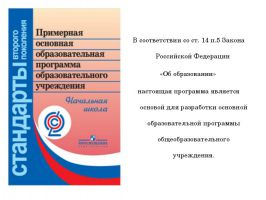 стандарты
второго
поколения
Примерная
основная
образовательная
программа
образовательного
учреждения
Начальная
школа
В соответствии со ст. 14 п.5 Закона
Российской Федерации
«Об образовании»
настоящая программа является
основой для разработки основной
образовательной программы
общеобразовательного
учреждения.